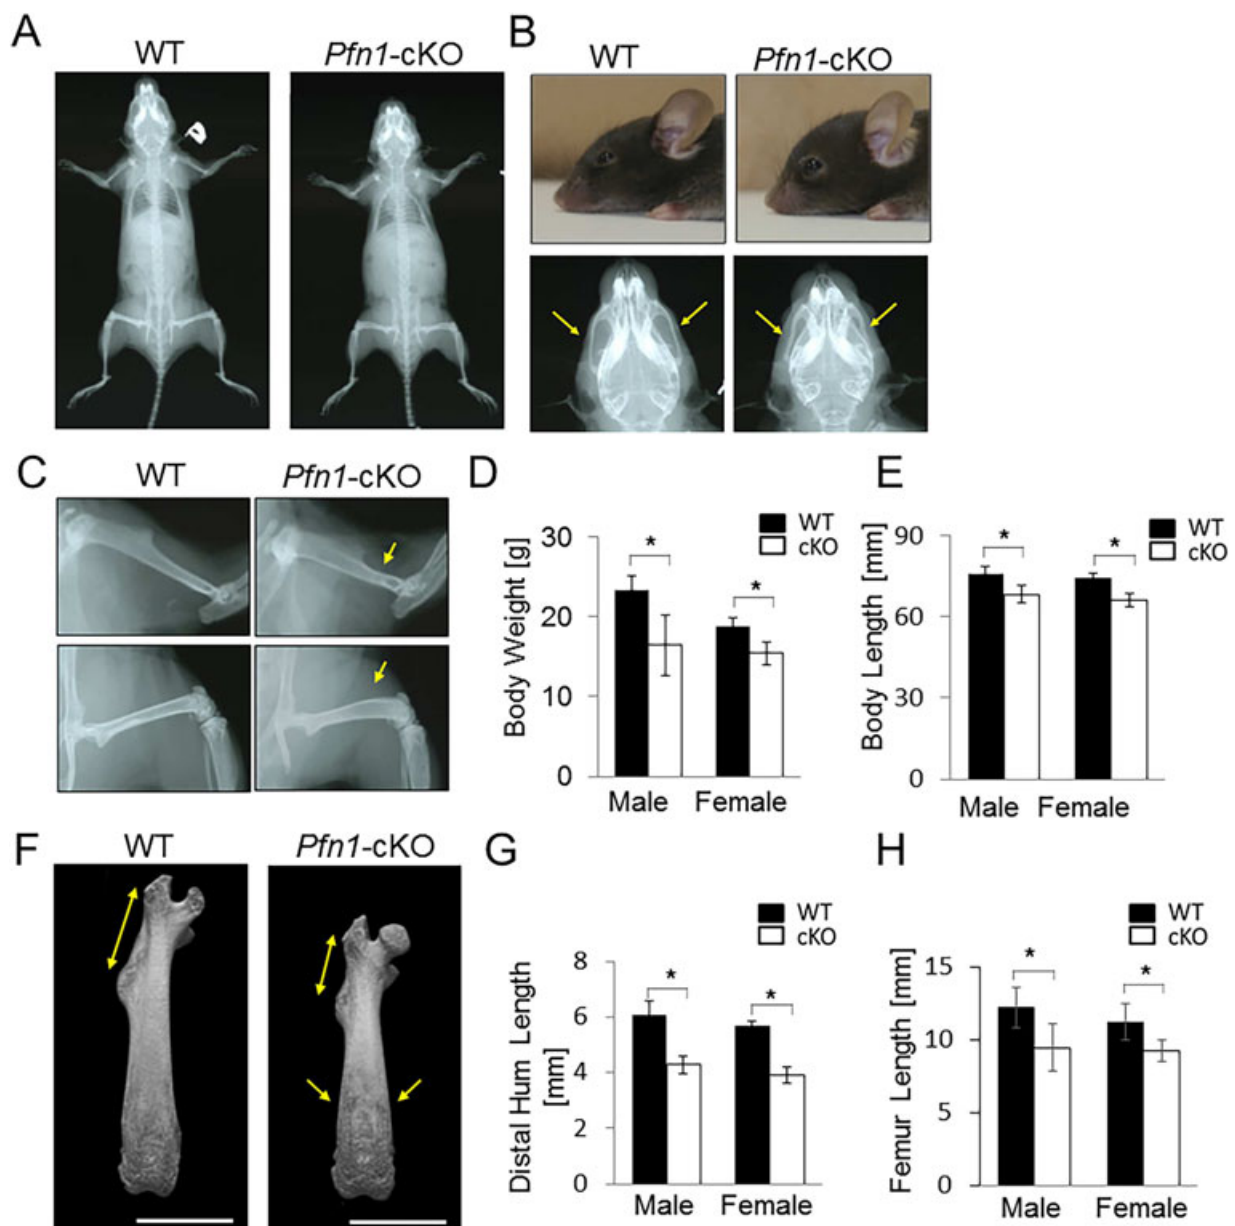 A
WT
Pfn1-cKO
B
WT
Pfn1-cKO
C
WT
Pfn1-cKO
D
WT
cKO
Body Weight [g]
30
20
10
0
*
*
Male
Female
E
WT
cKO
Body Length [mm]
90
60
30
0
*
*
Male
Female
F
WT
Pfn1-cKO
G
WT
cKO
Distal Hum Length
[mm]
8
6
4
2
0
*
*
Male
Female
H
WT
cKO
Femur Length [mm]
15
10
5
0
*
*
Male
Female